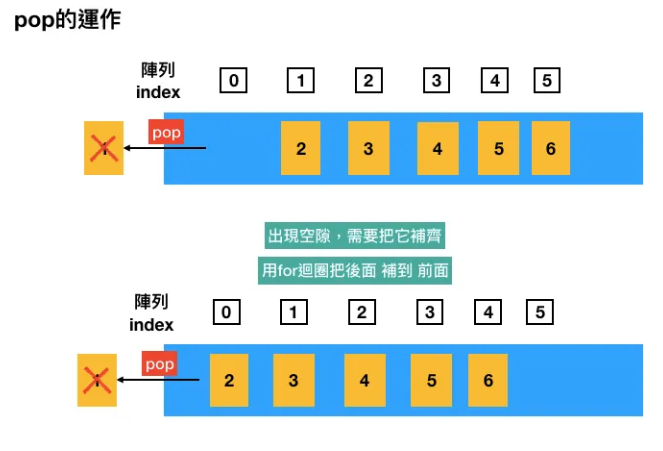 pop的運作
陣列
index
0 1 2 3 4 5
pop
1 2 3 4 5 6
出現空隙，需要把它補齊
用for迴圈把後面 補到 前面
陣列
index
0 1 2 3 4 5
pop
1 2 3 4 5 6